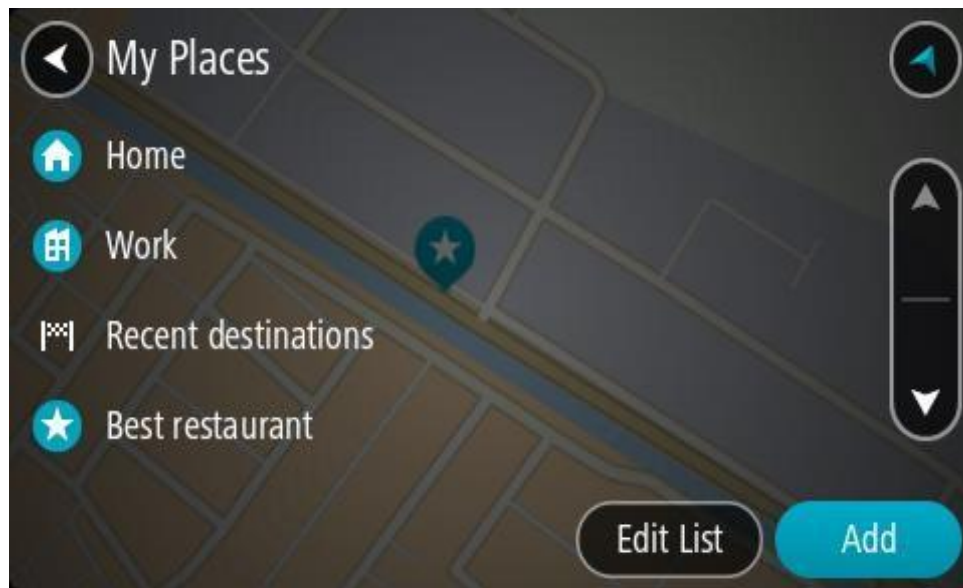 My Places
Home
Work
Recent destinations
Best restaurant
Edit List
Add